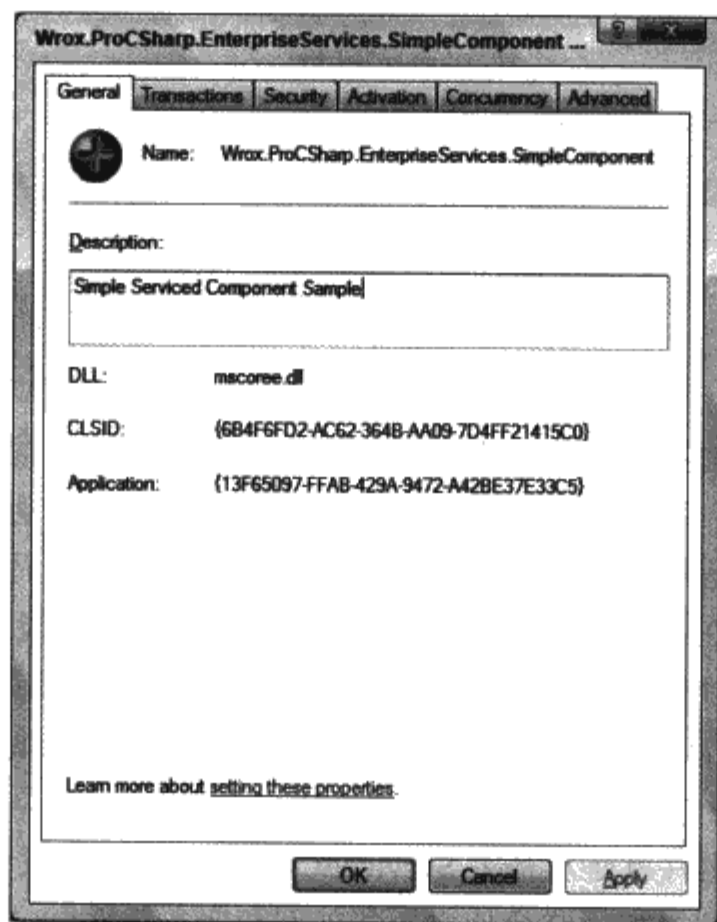 Wrox.ProCSharp.EnterpriseServices.SimpleComponent ...
General Transactions Security Activation Concurrency Advanced
Name: Wrox.ProCSharp.EnterpriseServices.SimpleComponent
Description:
Simple Serviced Component Sample
DLL: mscoree.dll
CLSID: {6B4F6FD2-AC62-364B-AA09-7D4FF21415C0}
Application: {13F65097-FFAB-429A-9472-A42BE37E33C5}
Learn more about setting these properties.
OK Cancel Apply